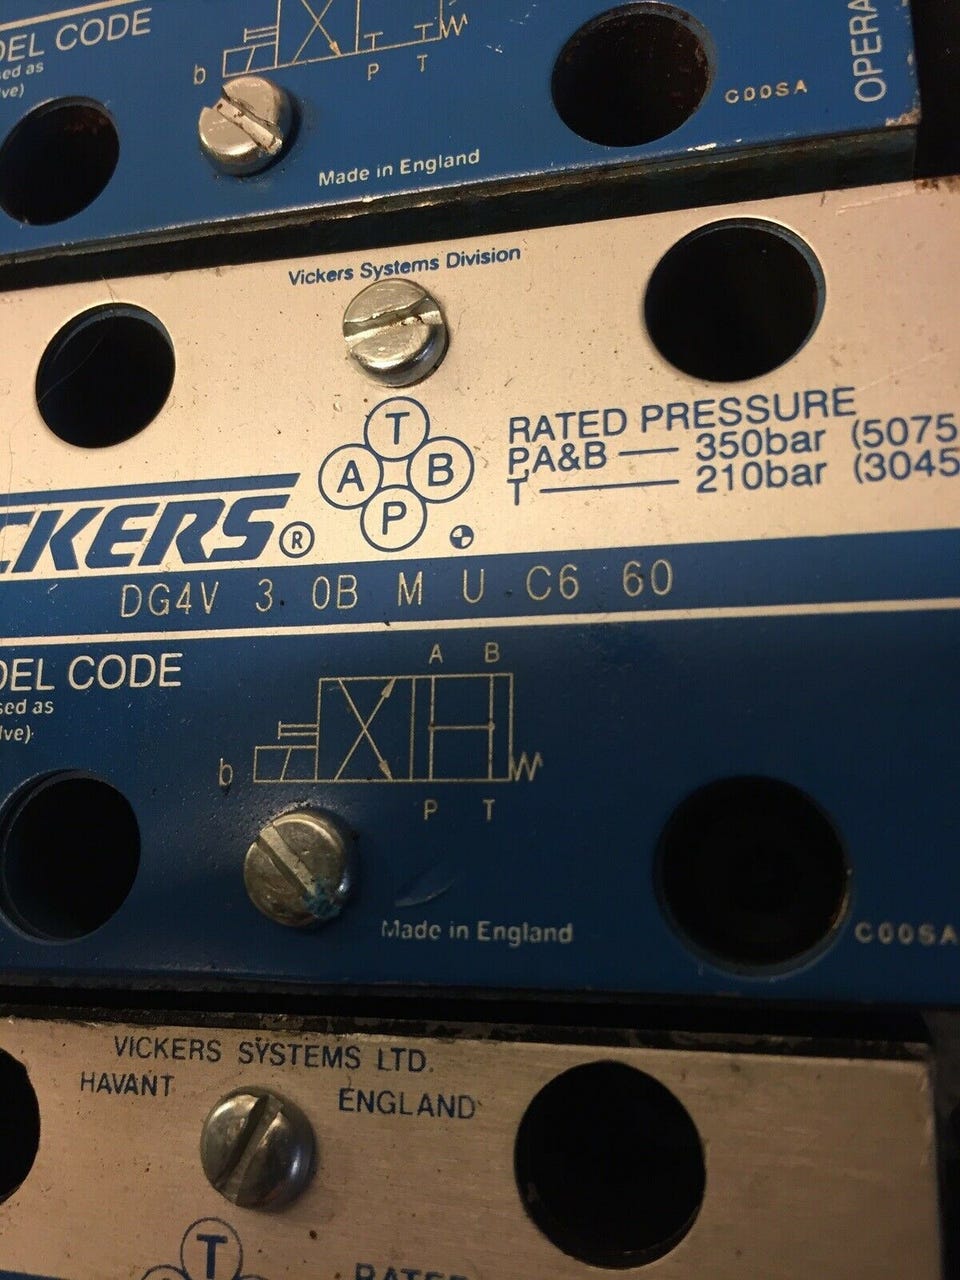 DEL CODE
sed as
ve)
b
P T
C00SA
OPERA
Made in England
Vickers Systems Division
T
A B
P
RATED PRESSURE
P,A&B — 350bar (5075
T — 210bar (3045
CKERS ®
DG4V 3 0B M U C6 60
DEL CODE
sed as
lve)
A B
b
P T
Made in England
C00SA
VICKERS SYSTEMS LTD.
HAVANT ENGLAND
T
RATED